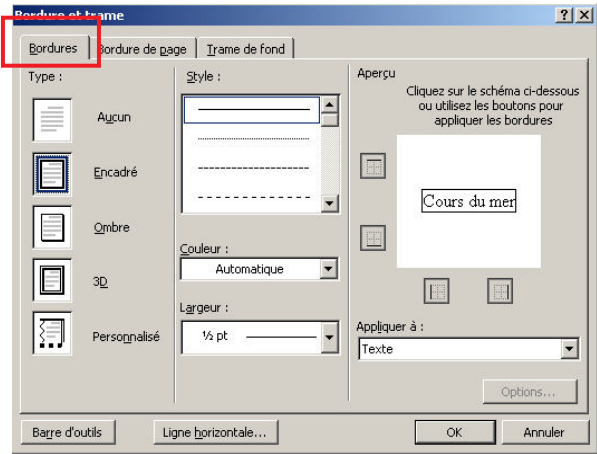 Bordure et trame
Bordures
Bordure de page
Trame de fond
Type :
Aucun
Encadré
Ombre
3D
Personnalisé
Style :
Couleur :
Automatique
Largeur :
½ pt
Aperçu
Cliquez sur le schéma ci-dessous
ou utilisez les boutons pour
appliquer les bordures
Cours du mer
Appliquer à :
Texte
Options...
Barre d'outils
Ligne horizontale...
OK
Annuler